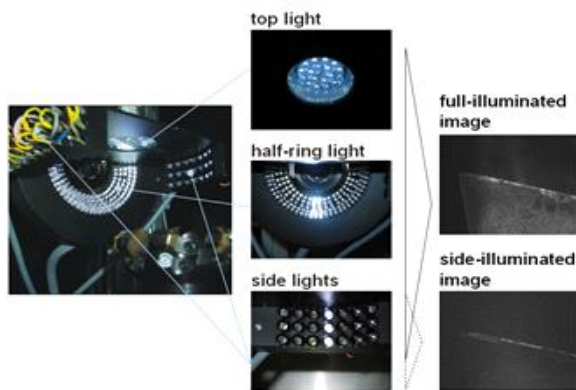 top light
half-ring light
side lights
full-illuminated
image
side-illuminated
image